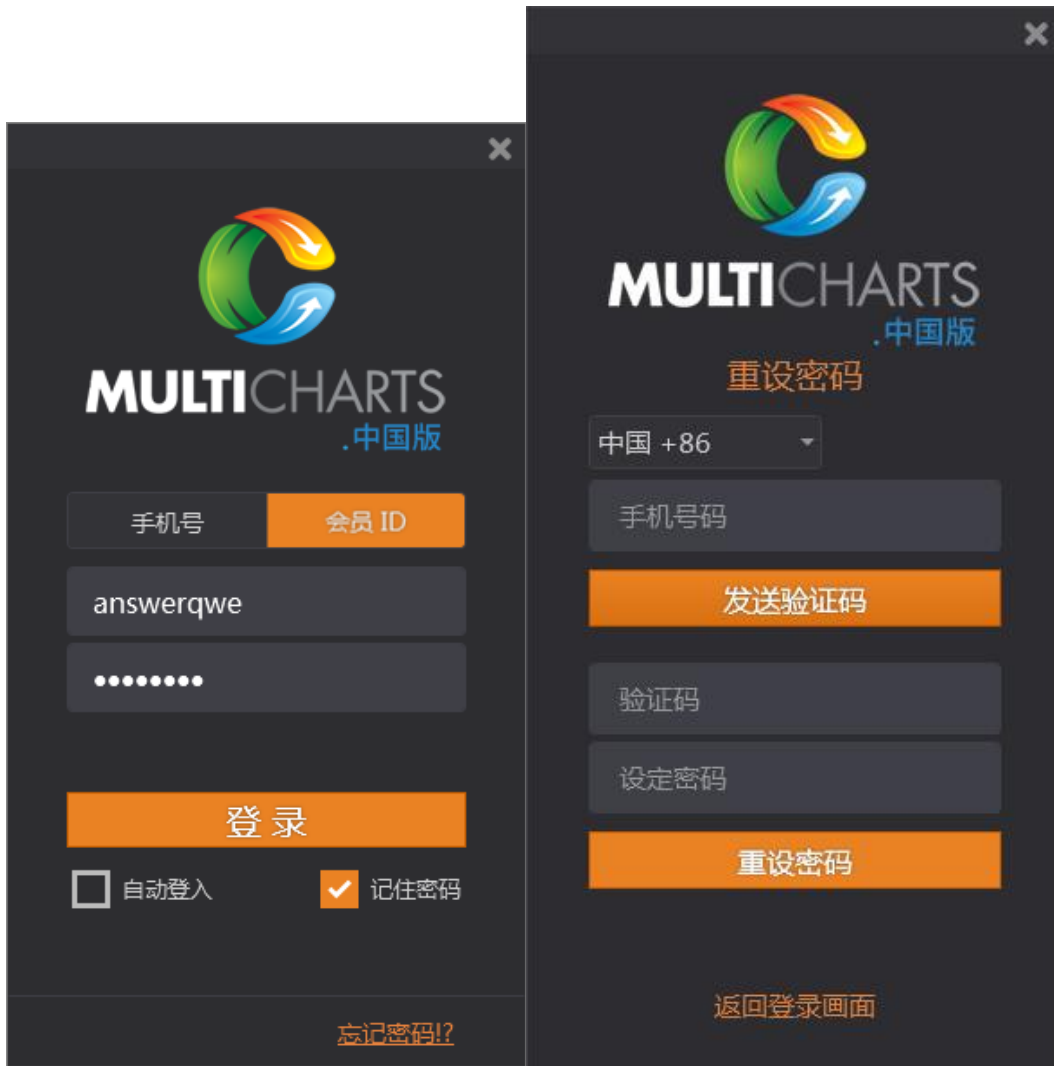 MULTICHARTS
.中国版
手机号
会员 ID
answerqwe
登录
自动登入
记住密码
忘记密码!?
MULTICHARTS
.中国版
重设密码
中国 +86
手机号码
发送验证码
验证码
设定密码
重设密码
返回登录画面